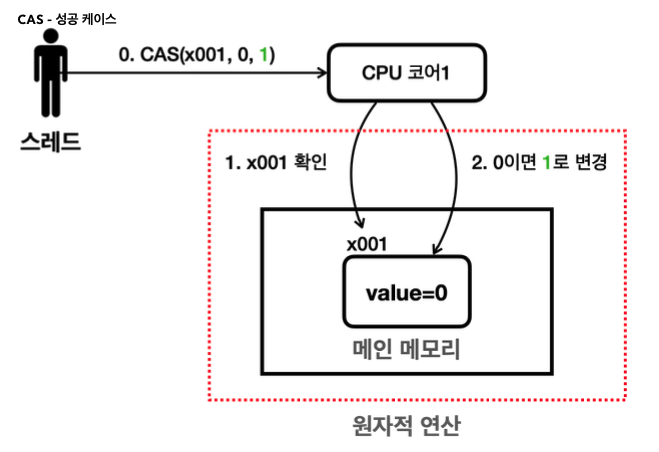 CAS - 성공 케이스
0. CAS(x001, 0, 1)
CPU 코어1
스레드
1. x001 확인
2. 0이면 1로 변경
x001
value=0
메인 메모리
원자적 연산